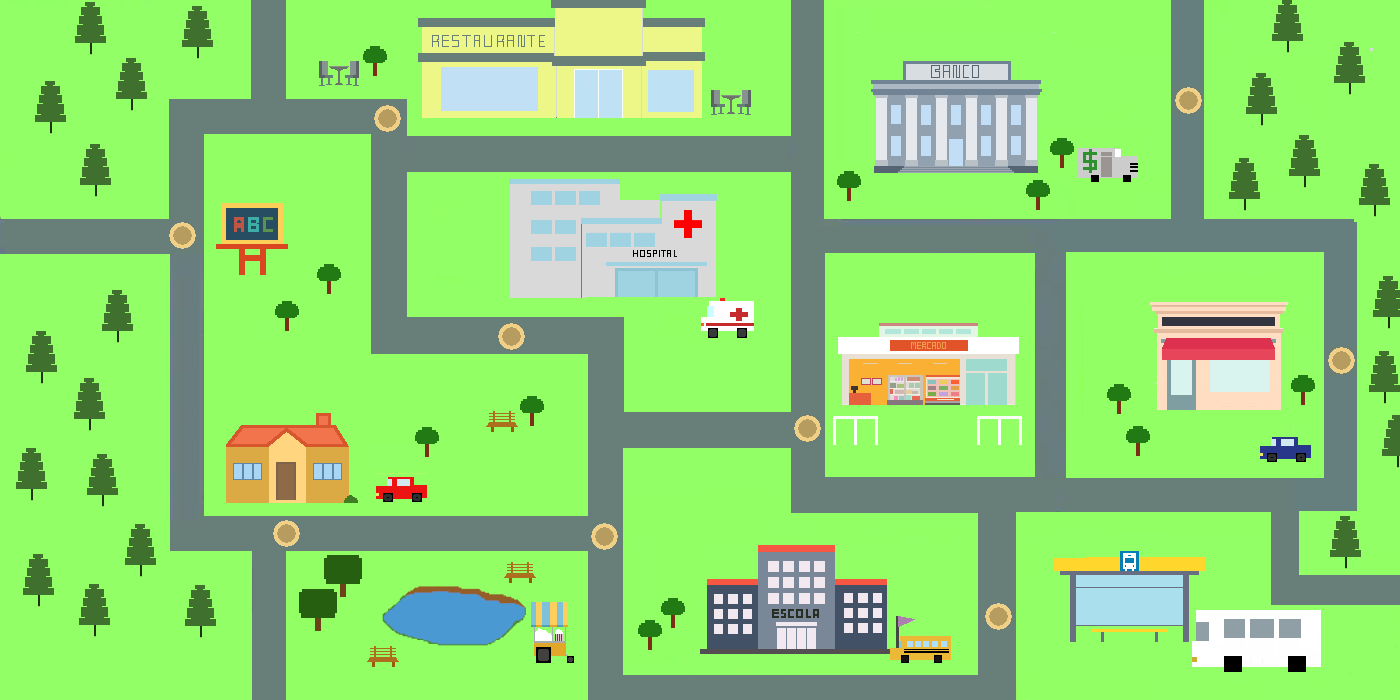 RESTAURANTE
BANCO
$
ABC
HOSPITAL
MERCADO
ESCOLA